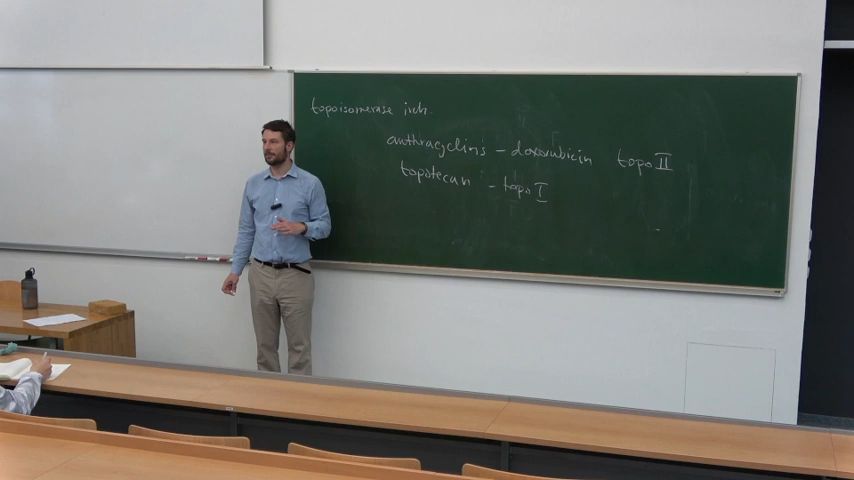 topoisomerase inh.
anthracyclins - doxorubicin topo II
topotecan - topo I